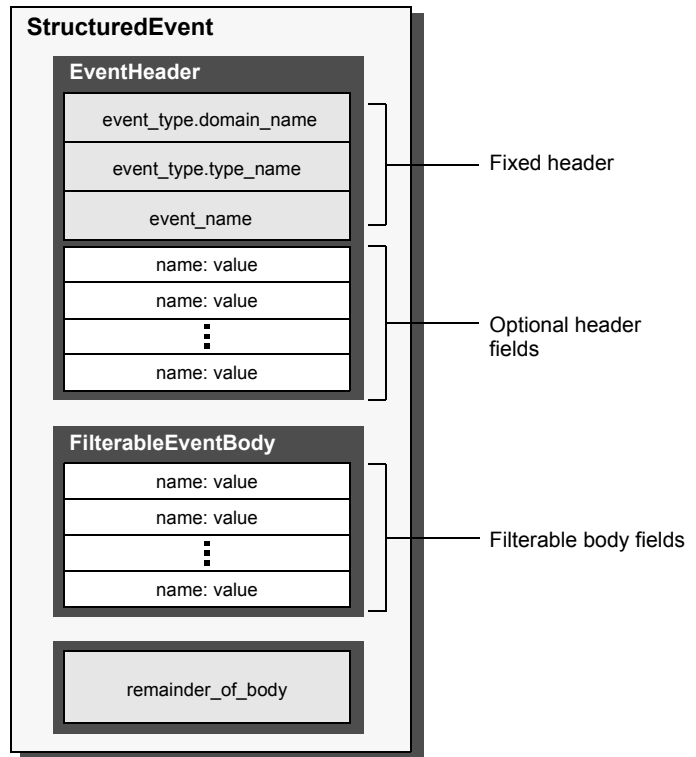 StructuredEvent
EventHeader
event_type.domain_name
event_type.type_name
event_name
Fixed header
name: value
name: value
name: value
Optional header
fields
FilterableEventBody
name: value
name: value
name: value
Filterable body fields
remainder_of_body